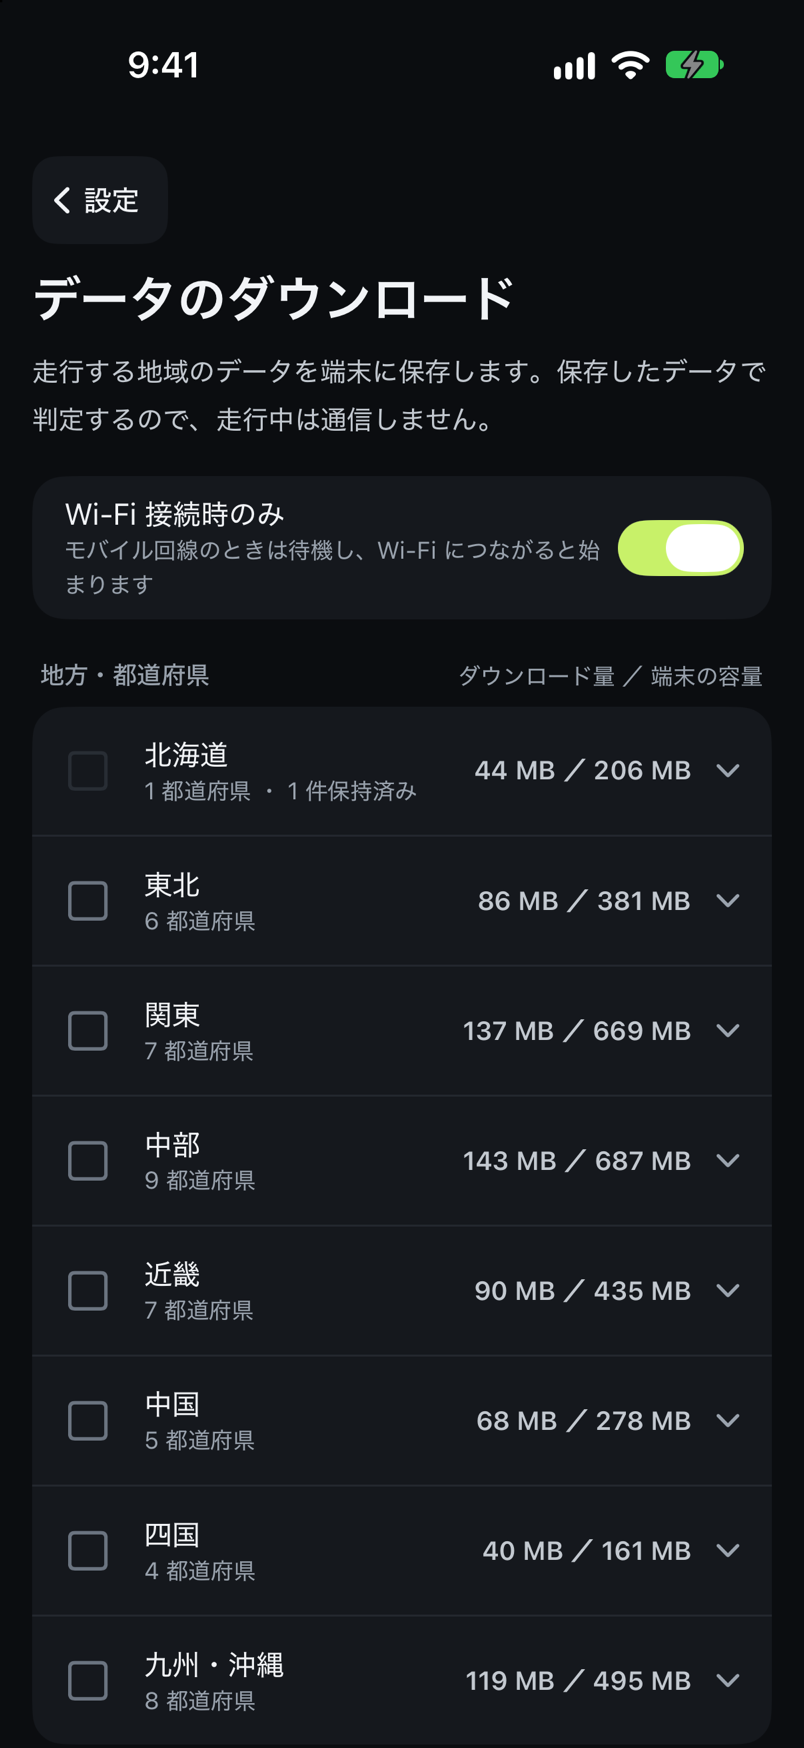 9:41
設定
データのダウンロード
走行する地域のデータを端末に保存します。保存したデータで
判定するので、走行中は通信しません。
Wi-Fi 接続時のみ
モバイル回線のときは待機し、Wi-Fi につながると始
まります
地方・都道府県 ダウンロード量 / 端末の容量
北海道
1 都道府県 ・ 1 件保持済み
44 MB / 206 MB
東北
6 都道府県
86 MB / 381 MB
関東
7 都道府県
137 MB / 669 MB
中部
9 都道府県
143 MB / 687 MB
近畿
7 都道府県
90 MB / 435 MB
中国
5 都道府県
68 MB / 278 MB
四国
4 都道府県
40 MB / 161 MB
九州・沖縄
8 都道府県
119 MB / 495 MB